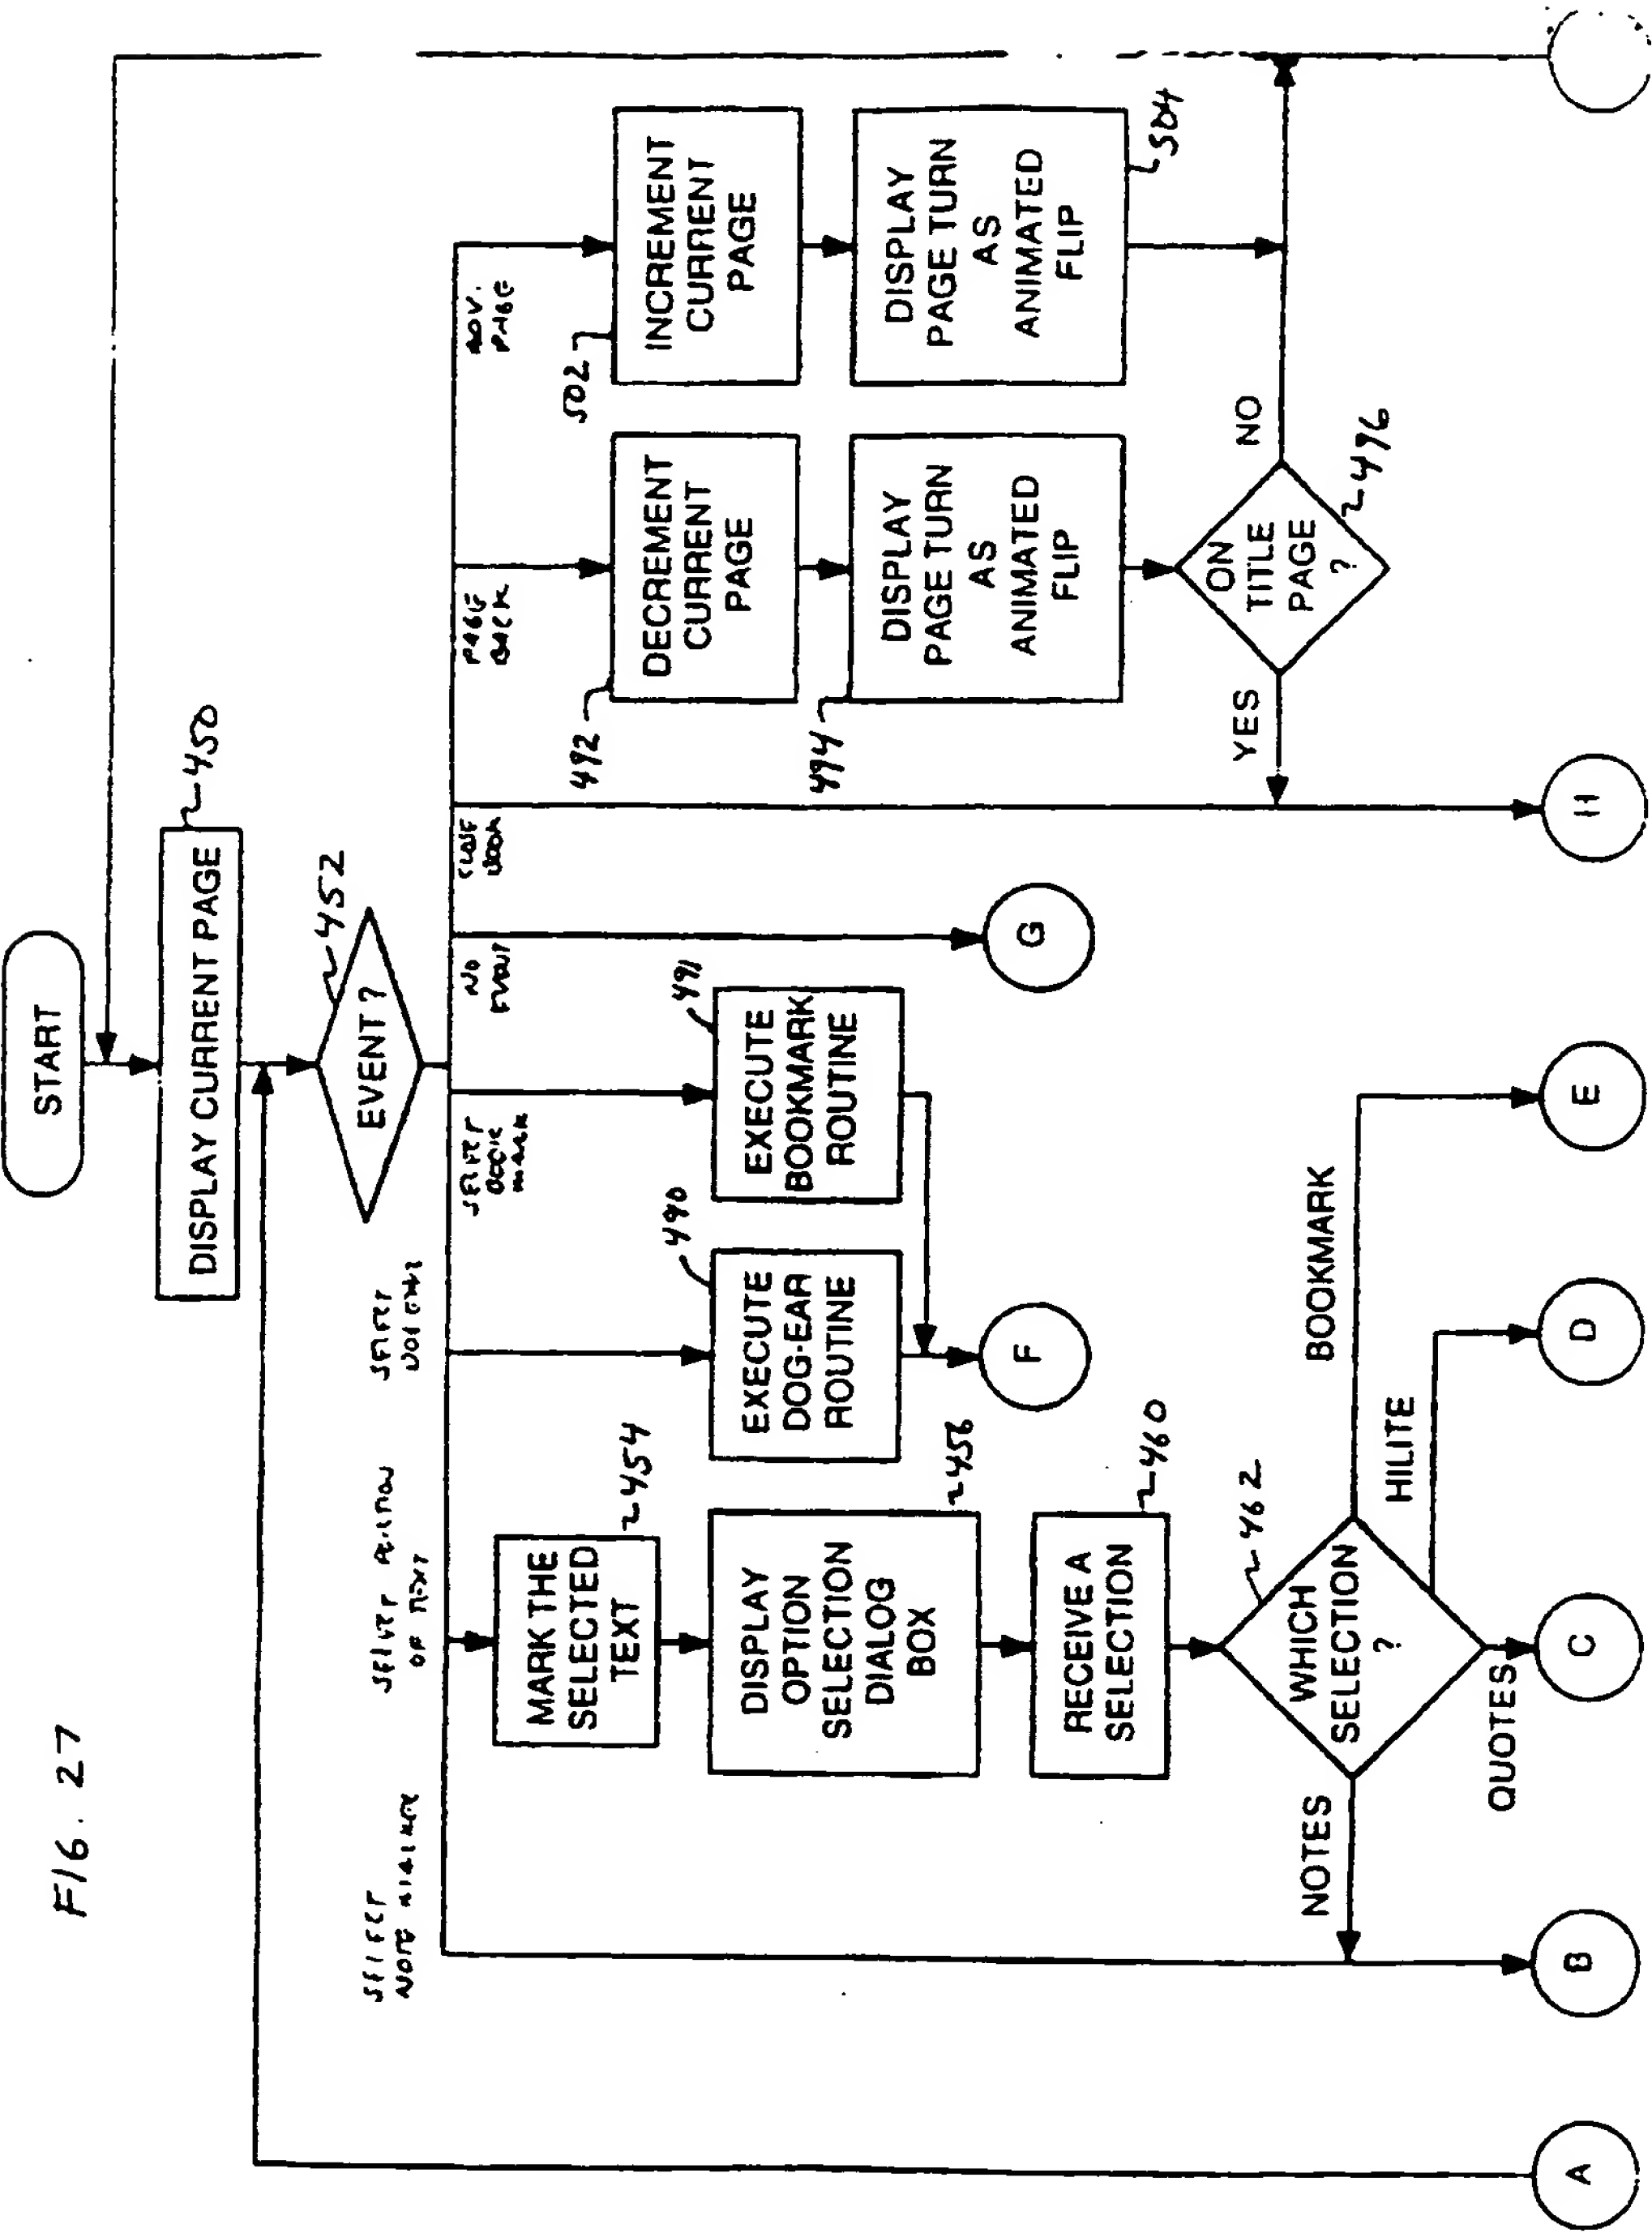 FIG. 27
START
DISPLAY CURRENT PAGE
450
EVENT ?
452
SELECT
NOTE
SELECT
OF TEXT
SELECT
SELECT
BOOK
MARK
NO
EVENT
CLOSE
BOOK
PAGE
BACK
ADV.
PAGE
MARK THE
SELECTED
TEXT
454
DISPLAY
OPTION
SELECTION
DIALOG
BOX
456
RECEIVE A
SELECTION
460
WHICH
SELECTION
?
462
NOTES
QUOTES
HILITE
BOOKMARK
EXECUTE
DOG-EAR
ROUTINE
490
EXECUTE
BOOKMARK
ROUTINE
491
DECREMENT
CURRENT
PAGE
492
DISPLAY
PAGE TURN
AS
ANIMATED
FLIP
494
ON
TITLE
PAGE
?
496
YES
NO
INCREMENT
CURRENT
PAGE
502
DISPLAY
PAGE TURN
AS
ANIMATED
FLIP
504
F
G
A
B
C
D
E
H